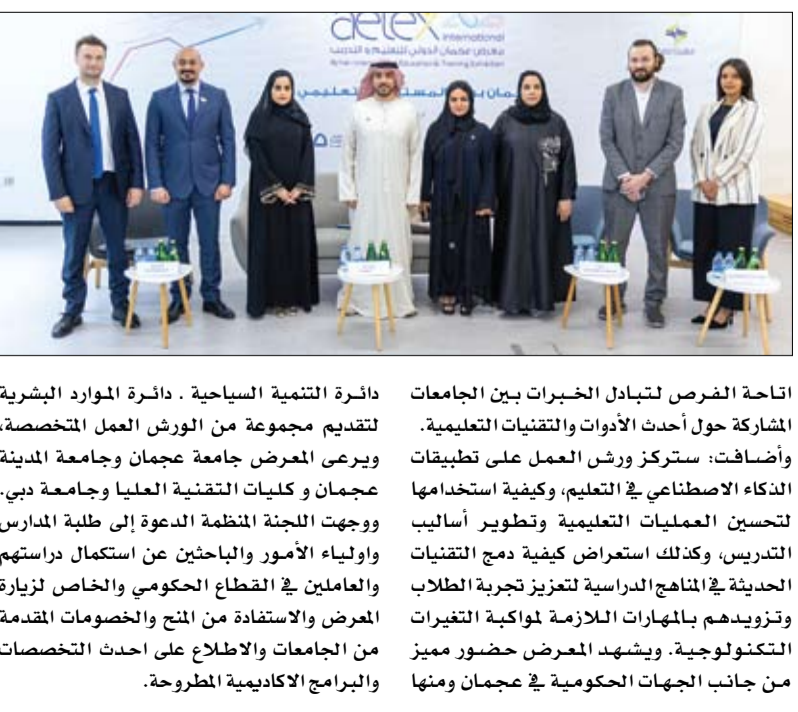 aetex 2025
international
معرض عجمان الدولي للتعليم و التدريب
Education & Training Exhibition
اتاحة الفرص لتبادل الخبرات بين الجامعات
المشاركة حول أحدث الأدوات والتقنيات التعليمية.
وأضافت: ستركز ورش العمل على تطبيقات
الذكاء الاصطناعي في التعليم، وكيفية استخدامها
لتحسين العمليات التعليمية وتطوير أساليب
التدريس، وكذلك استعراض كيفية دمج التقنيات
الحديثة في المناهج الدراسية لتعزيز تجربة الطلاب
وتزويدهم بالمهارات اللازمة لمواكبة التغيرات
التكنولوجية. ويشهد المعرض حضور مميز
من جانب الجهات الحكومية في عجمان ومنها
دائرة التنمية السياحية . دائرة الموارد البشرية
لتقديم مجموعة من الورش العمل المتخصصة،
ويرعى المعرض جامعة عجمان وجامعة المدينة
عجمان و كليات التقنية العليا وجامعة دبي.
ووجهت اللجنة المنظمة الدعوة إلى طلبة المدارس
واولياء الأمور والباحثين عن استكمال دراستهم
والعاملين في القطاع الحكومي والخاص لزيارة
المعرض والاستفادة من المنح والخصومات المقدمة
من الجامعات والاطلاع على احدث التخصصات
والبرامج الاكاديمية المطروحة.